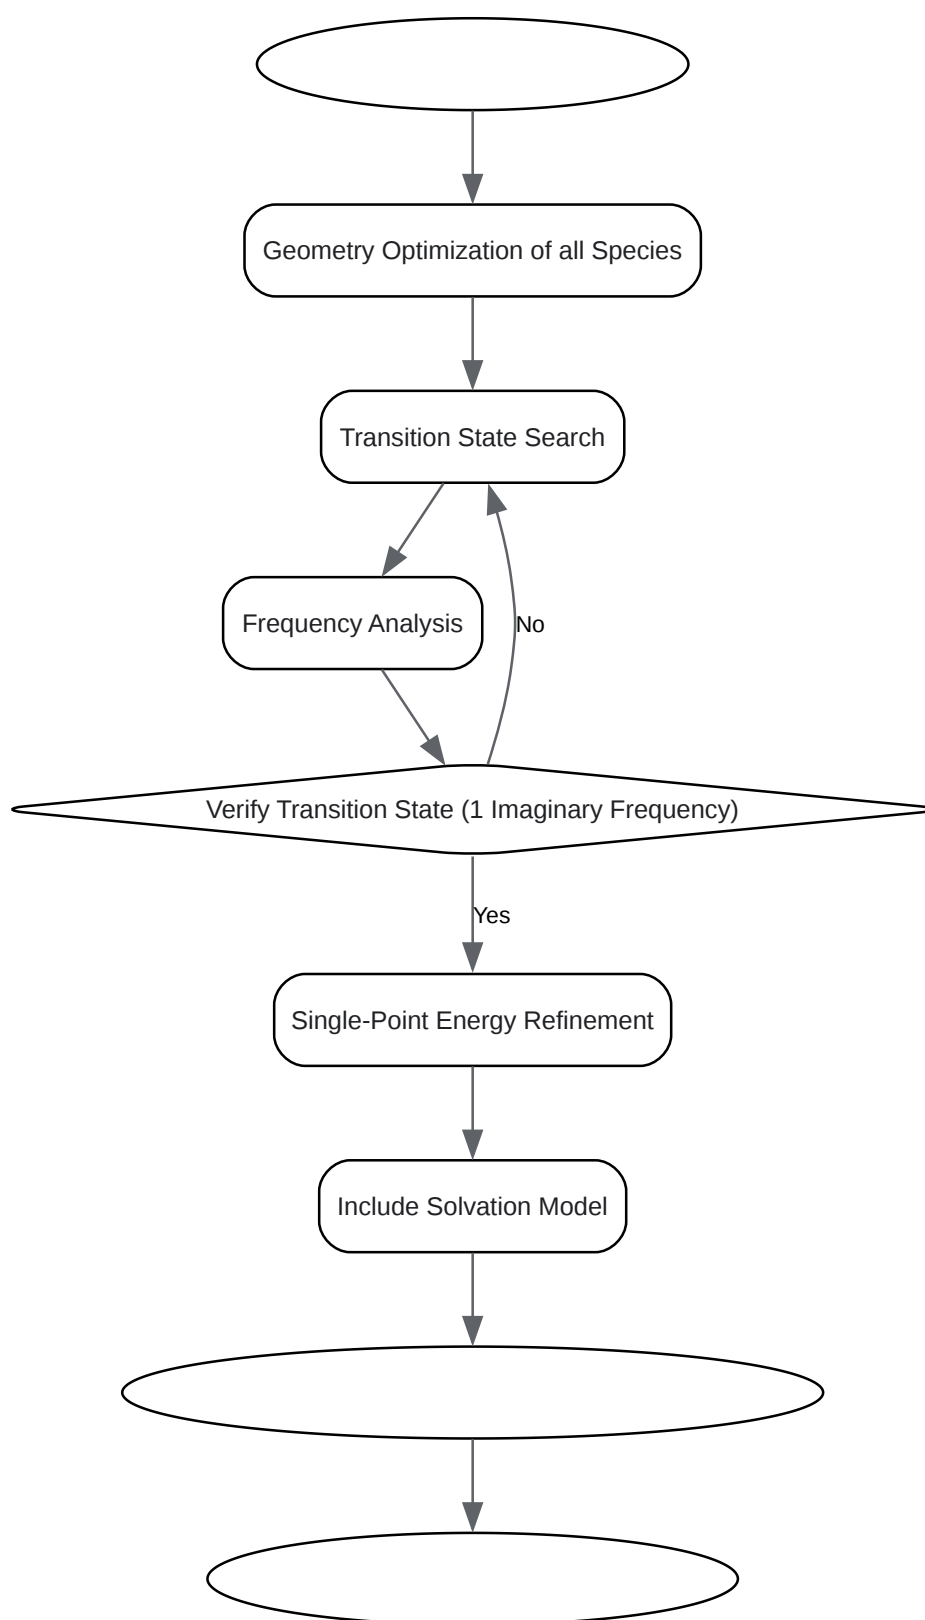 Geometry Optimization of all Species
Transition State Search
Frequency Analysis
No
Verify Transition State (1 Imaginary Frequency)
Yes
Single-Point Energy Refinement
Include Solvation Model